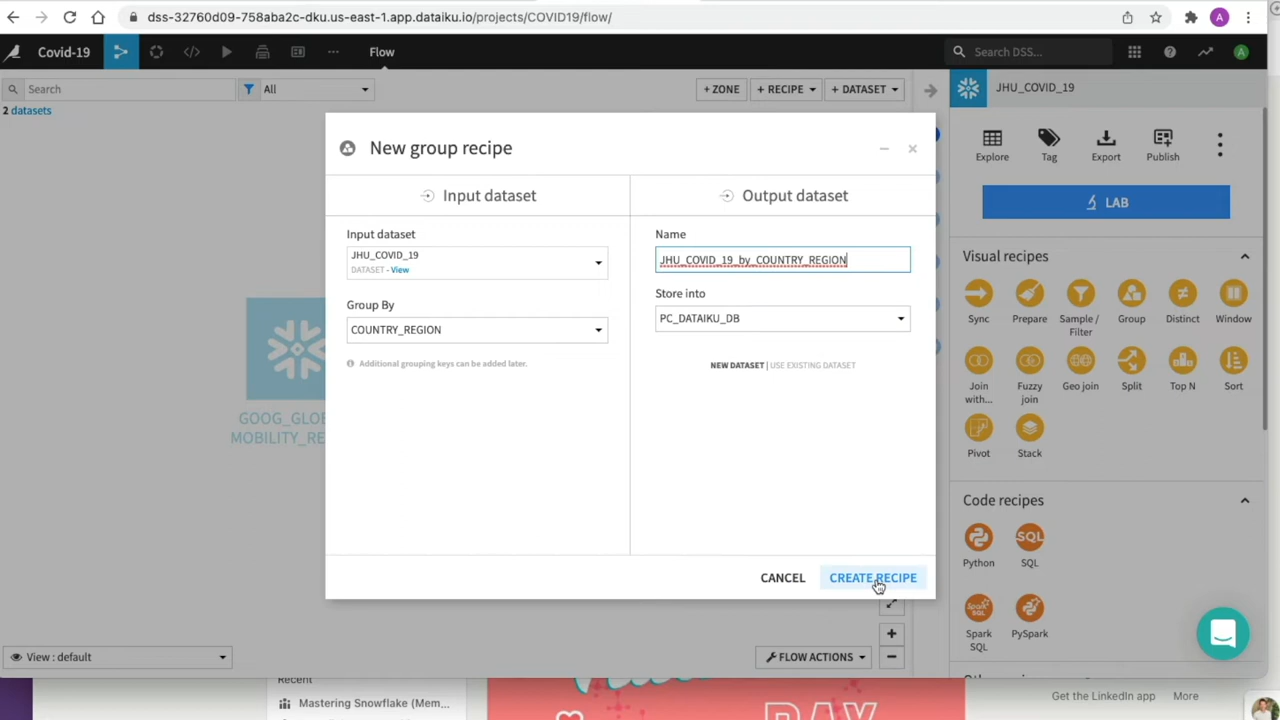 dss-32760d09-758aba2c-dku.us-east-1.app.dataiku.io/projects/COVID19/flow/
A
Covid-19
Flow
Search DSS...
A
Search
All
+ ZONE
+ RECIPE
+ DATASET
JHU_COVID_19
2 datasets
New group recipe
Explore
Tag
Export
Publish
Input dataset
Output dataset
LAB
Input dataset
Name
JHU_COVID_19
DATASET - View
JHU_COVID_19_by_COUNTRY_REGION
Visual recipes
Group By
Store into
COUNTRY_REGION
PC_DATAIKU_DB
Sync
Prepare
Sample / Filter
Group
Distinct
Window
Additional grouping keys can be added later.
NEW DATASET | USE EXISTING DATASET
Join with...
Fuzzy join
Geo join
Split
Top N
Sort
GOOG_GLO
MOBILITY_RE
Pivot
Stack
Code recipes
Python
SQL
CANCEL
CREATE RECIPE
Spark SQL
PySpark
View : default
FLOW ACTIONS
Recent
Mastering Snowflake (Mem...
DAY
Get the LinkedIn app
More